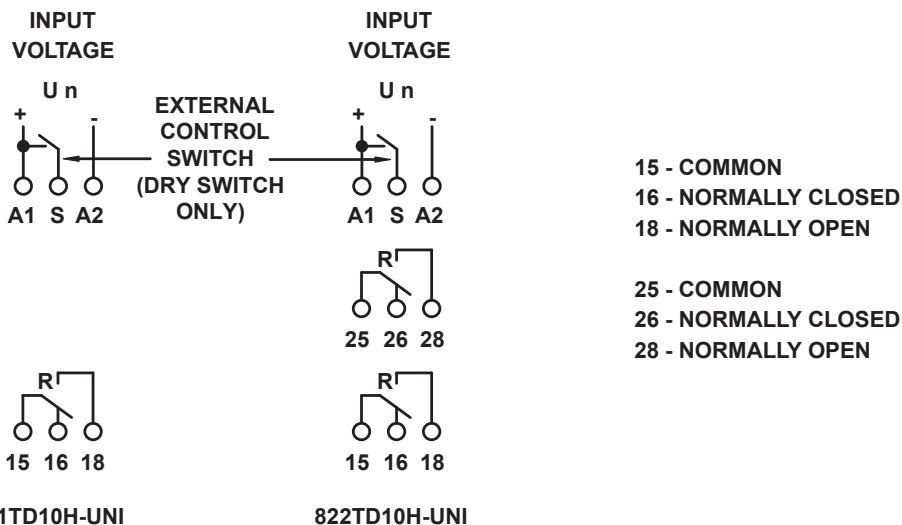 INPUT
VOLTAGE
U n
+ -
A1 S A2
EXTERNAL
CONTROL
SWITCH
(DRY SWITCH
ONLY)
INPUT
VOLTAGE
U n
+ -
A1 S A2
R
25 26 28
R
15 16 18
R
15 16 18
1TD10H-UNI
822TD10H-UNI
15 - COMMON
16 - NORMALLY CLOSED
18 - NORMALLY OPEN
25 - COMMON
26 - NORMALLY CLOSED
28 - NORMALLY OPEN